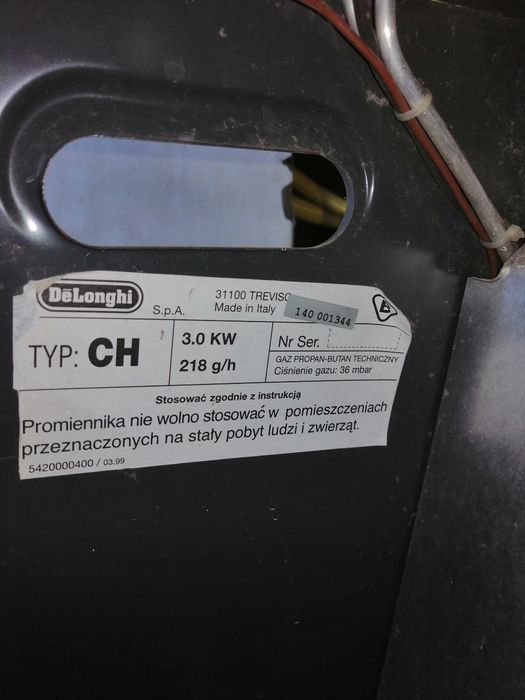 DeLonghi
S.p.A.
31100 TREVISO
Made in Italy
140 001344
TYP: CH
3.0 KW
218 g/h
Nr Ser.
GAZ PROPAN-BUTAN TECHNICZNY
Ciśnienie gazu: 36 mbar
Stosować zgodnie z instrukcją
Promiennika nie wolno stosować w pomieszczeniach
przeznaczonych na stały pobyt ludzi i zwierząt.
5420000400 / 03.99